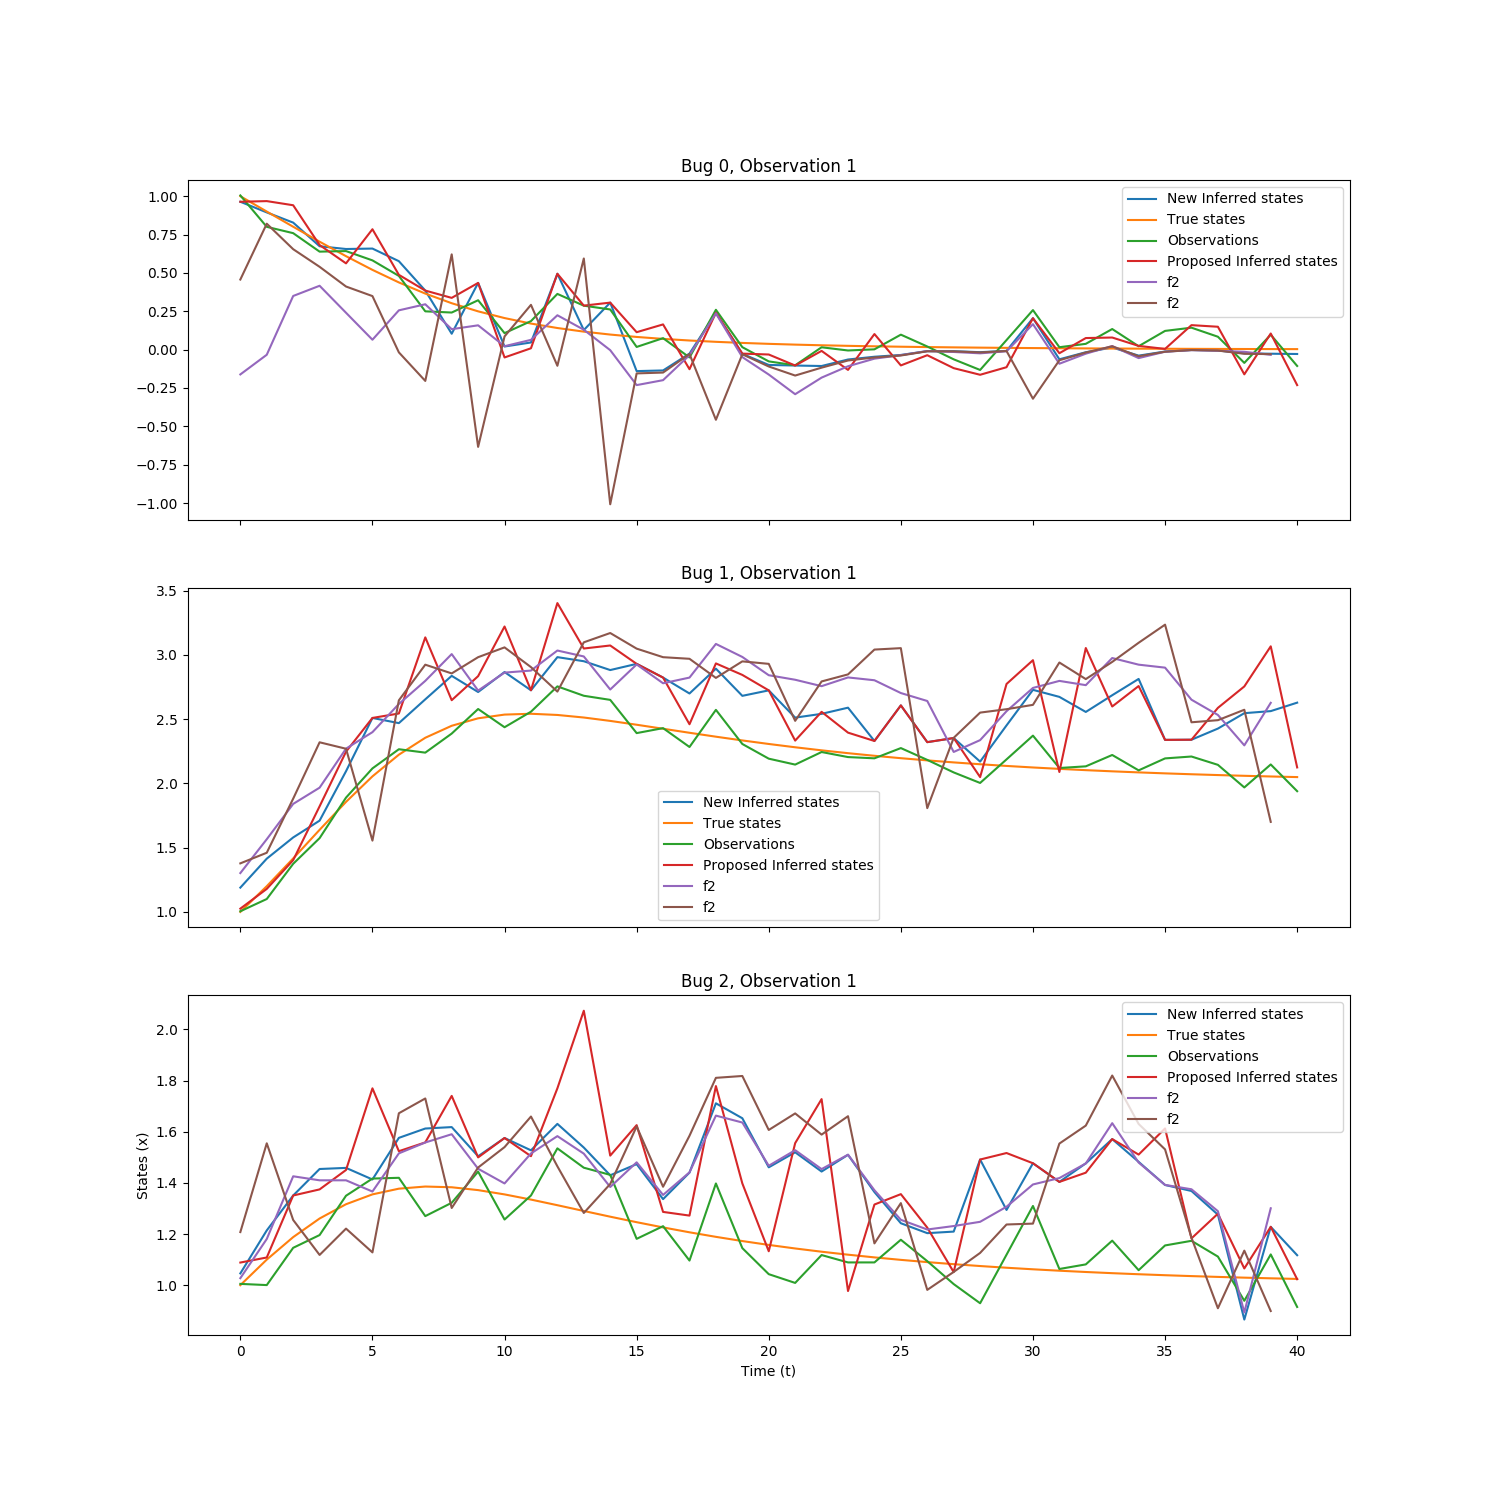 Bug 0, Observation 1
1.00
0.75
0.50
0.25
0.00
−0.25
−0.50
−0.75
−1.00
New Inferred states
True states
Observations
Proposed Inferred states
f2
f2
Bug 1, Observation 1
3.5
3.0
2.5
2.0
1.5
1.0
New Inferred states
True states
Observations
Proposed Inferred states
f2
f2
Bug 2, Observation 1
States (x)
2.0
1.8
1.6
1.4
1.2
1.0
New Inferred states
True states
Observations
Proposed Inferred states
f2
f2
0 5 10 15 20 25 30 35 40
Time (t)